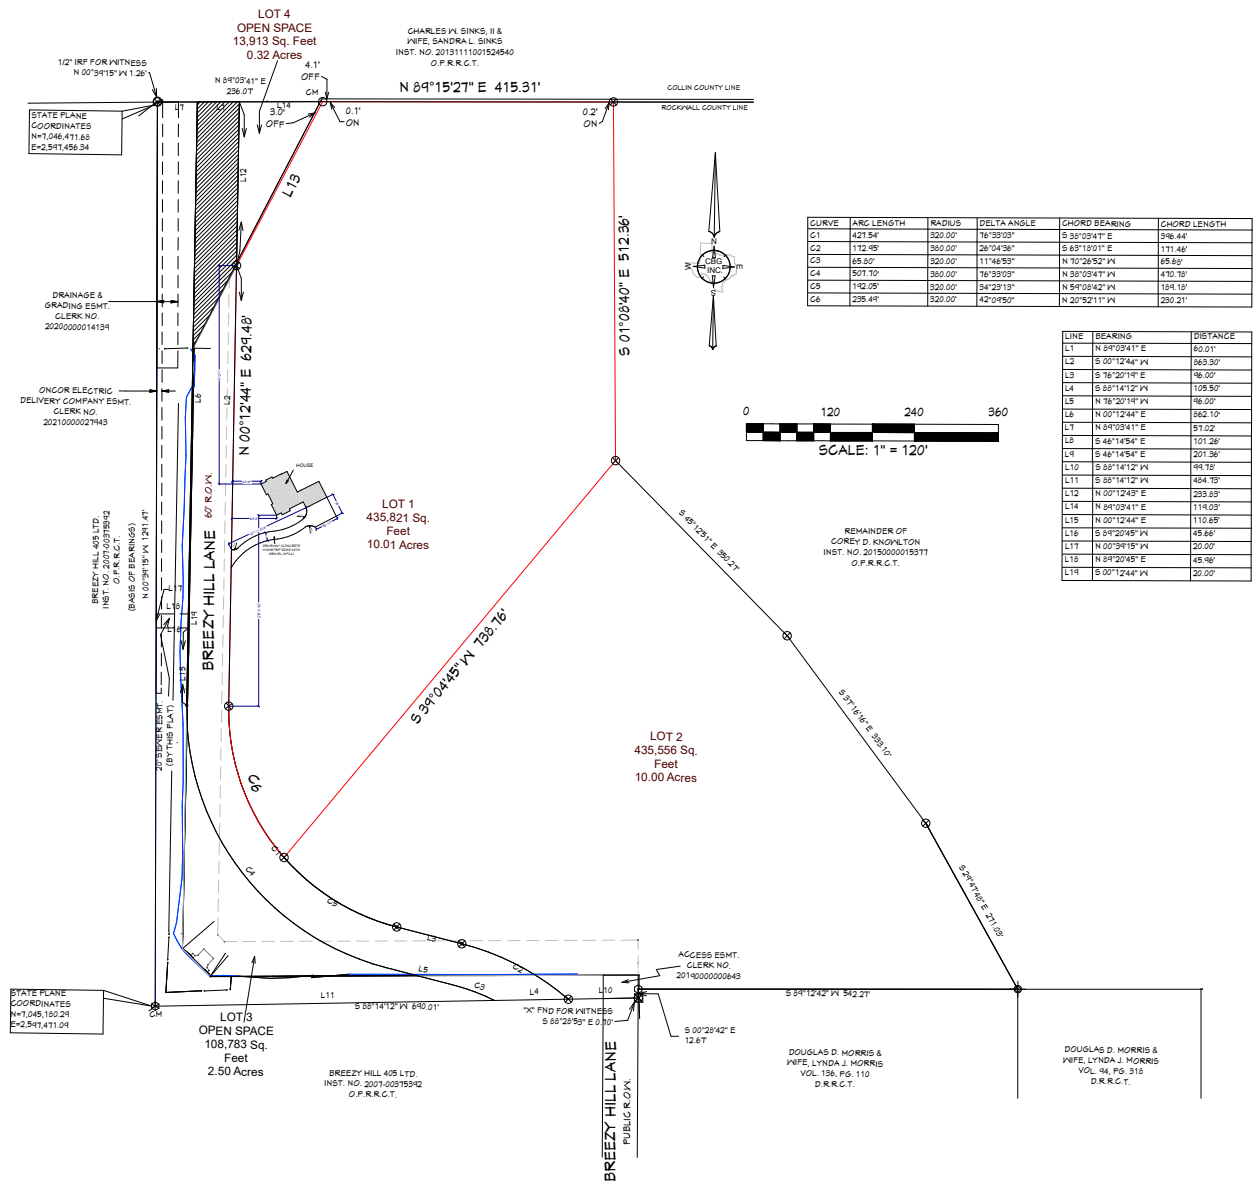 LOT 4
OPEN SPACE
13,913 Sq. Feet
0.32 Acres
CHARLES W. SINKS, II &
WIFE, SANDRA L. SINKS
INST. NO. 20131111001524540
O.P.R.R.C.T.
1/2" IRF FOR WITNESS
N 00°39'15" W 1.26'
N 89°03'41" E
236.07'
4.1'
OFF
CM
N 89°15'27" E 415.31'
COLLIN COUNTY LINE
ROCKWALL COUNTY LINE
L7
L1
L14
3.0'
OFF
0.1'
ON
0.2'
ON
STATE PLANE
COORDINATES
N=7,046,471.68
E=2,597,456.34
L12
L13
S 01°08'40" E 512.36'
N
W
E
S
CBG
INC.
CURVE ARC LENGTH RADIUS DELTA ANGLE CHORD BEARING CHORD LENGTH
C1 427.54' 320.00' 76°33'03" S 38°03'47" E 396.44'
C2 172.95' 380.00' 26°04'36" S 63°18'01" E 171.46'
C3 65.80' 320.00' 11°46'53" N 70°26'52" W 65.68'
C4 507.70' 380.00' 76°33'03" N 38°03'47" W 470.78'
C5 192.05' 320.00' 34°23'13" N 59°08'42" W 189.18'
C6 235.49' 320.00' 42°09'50" N 20°52'11" W 230.21'
LINE BEARING DISTANCE
L1 N 89°03'41" E 60.01'
L2 S 00°12'44" W 863.30'
L3 S 76°20'19" E 96.00'
L4 S 88°14'12" W 105.50'
L5 N 76°20'19" W 96.00'
L6 N 00°12'44" E 862.10'
L7 N 89°03'41" E 57.02'
L8 S 46°14'54" E 101.26'
L9 S 46°14'54" E 201.36'
L10 S 88°14'12" W 99.78'
L11 S 88°14'12" W 484.73'
L12 N 00°12'43" E 233.83'
L14 N 89°03'41" E 119.03'
L15 N 00°12'44" E 110.65'
L16 S 89°20'45" W 45.66'
L17 N 00°39'15" W 20.00'
L18 N 89°20'45" E 45.96'
L19 S 00°12'44" W 20.00'
DRAINAGE &
GRADING ESMT.
CLERK NO.
20200000014139
ONCOR ELECTRIC
DELIVERY COMPANY ESMT.
CLERK NO.
20210000027943
L6
L2
N 00°12'44" E 629.48'
0 120 240 360
SCALE: 1" = 120'
HOUSE
LOT 1
435,821 Sq.
Feet
10.01 Acres
BREEZY HILL 405 LTD.
INST. NO. 2007-00375392
O.P.R.R.C.T.
(BASIS OF BEARINGS)
N 00°39'15" W 1291.47'
BREEZY HILL LANE 60' R.O.W.
L17
L18
L19
L16
L15
20' SEWER ESMT.
(BY THIS PLAT)
S 45°12'51" E 350.27'
REMAINDER OF
COREY D. KNOWLTON
INST. NO. 20150000015377
O.P.R.R.C.T.
S 39°04'45" W 738.76'
S 37°16'16" E 333.10'
LOT 2
435,556 Sq.
Feet
10.00 Acres
C6
C1
C4
C5
S 29°47'48" E 271.03'
L3
C2
L5
C3
L4
L10
L11
S 88°14'12" W 690.01'
ACCESS ESMT.
CLERK NO.
20190000000643
S 89°12'42" W 542.27'
STATE PLANE
COORDINATES
N=7,045,180.29
E=2,597,471.09
CM
"X" FND FOR WITNESS
S 88°28'53" E 0.70'
S 00°28'42" E
12.67'
LOT 3
OPEN SPACE
108,783 Sq.
Feet
2.50 Acres
BREEZY HILL 405 LTD.
INST. NO. 2007-00375392
O.P.R.R.C.T.
BREEZY HILL LANE
PUBLIC R.O.W.
DOUGLAS D. MORRIS &
WIFE, LYNDA J. MORRIS
VOL. 136, PG. 110
D.R.R.C.T.
DOUGLAS D. MORRIS &
WIFE, LYNDA J. MORRIS
VOL. 94, PG. 318
D.R.R.C.T.